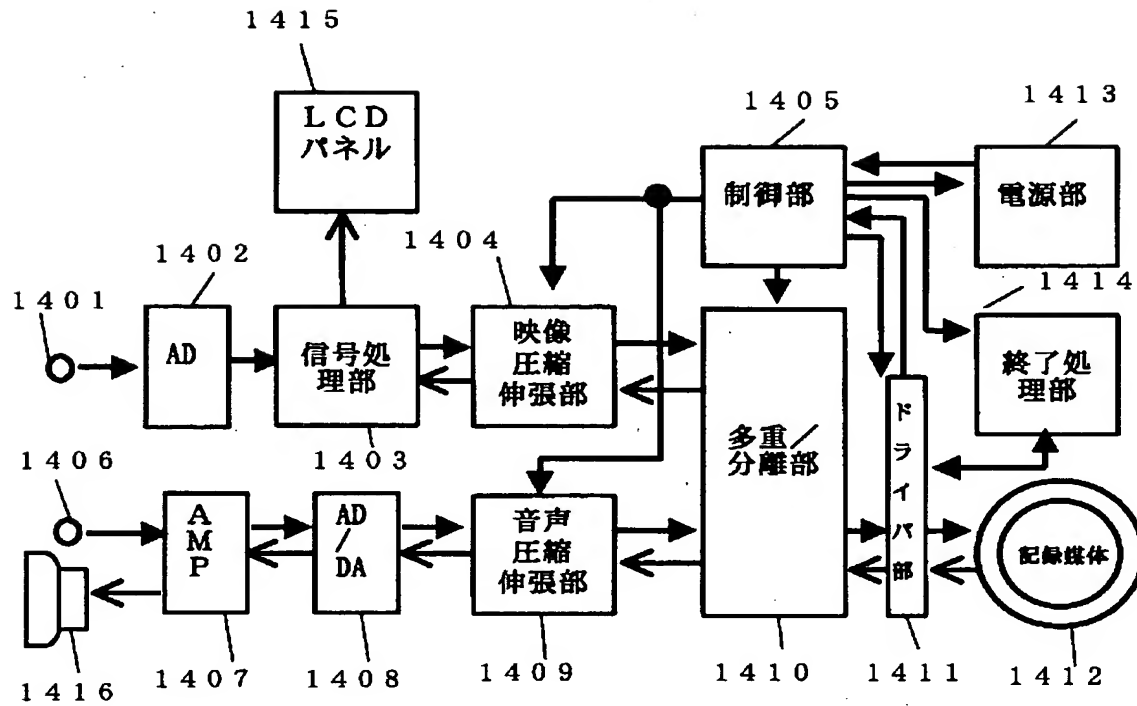 1415
LCD
パネル
1405
1413
制御部
電源部
1402
1404
1401
1414
AD
信号処
理部
映像
圧縮
伸張部
終了処
理部
多重/
分離部
ドライバ部
1406
1403
AMP
1408
AD
/
DA
音声
圧縮
伸張部
記録媒体
1416
1407
1408
1409
1410
1411
1412